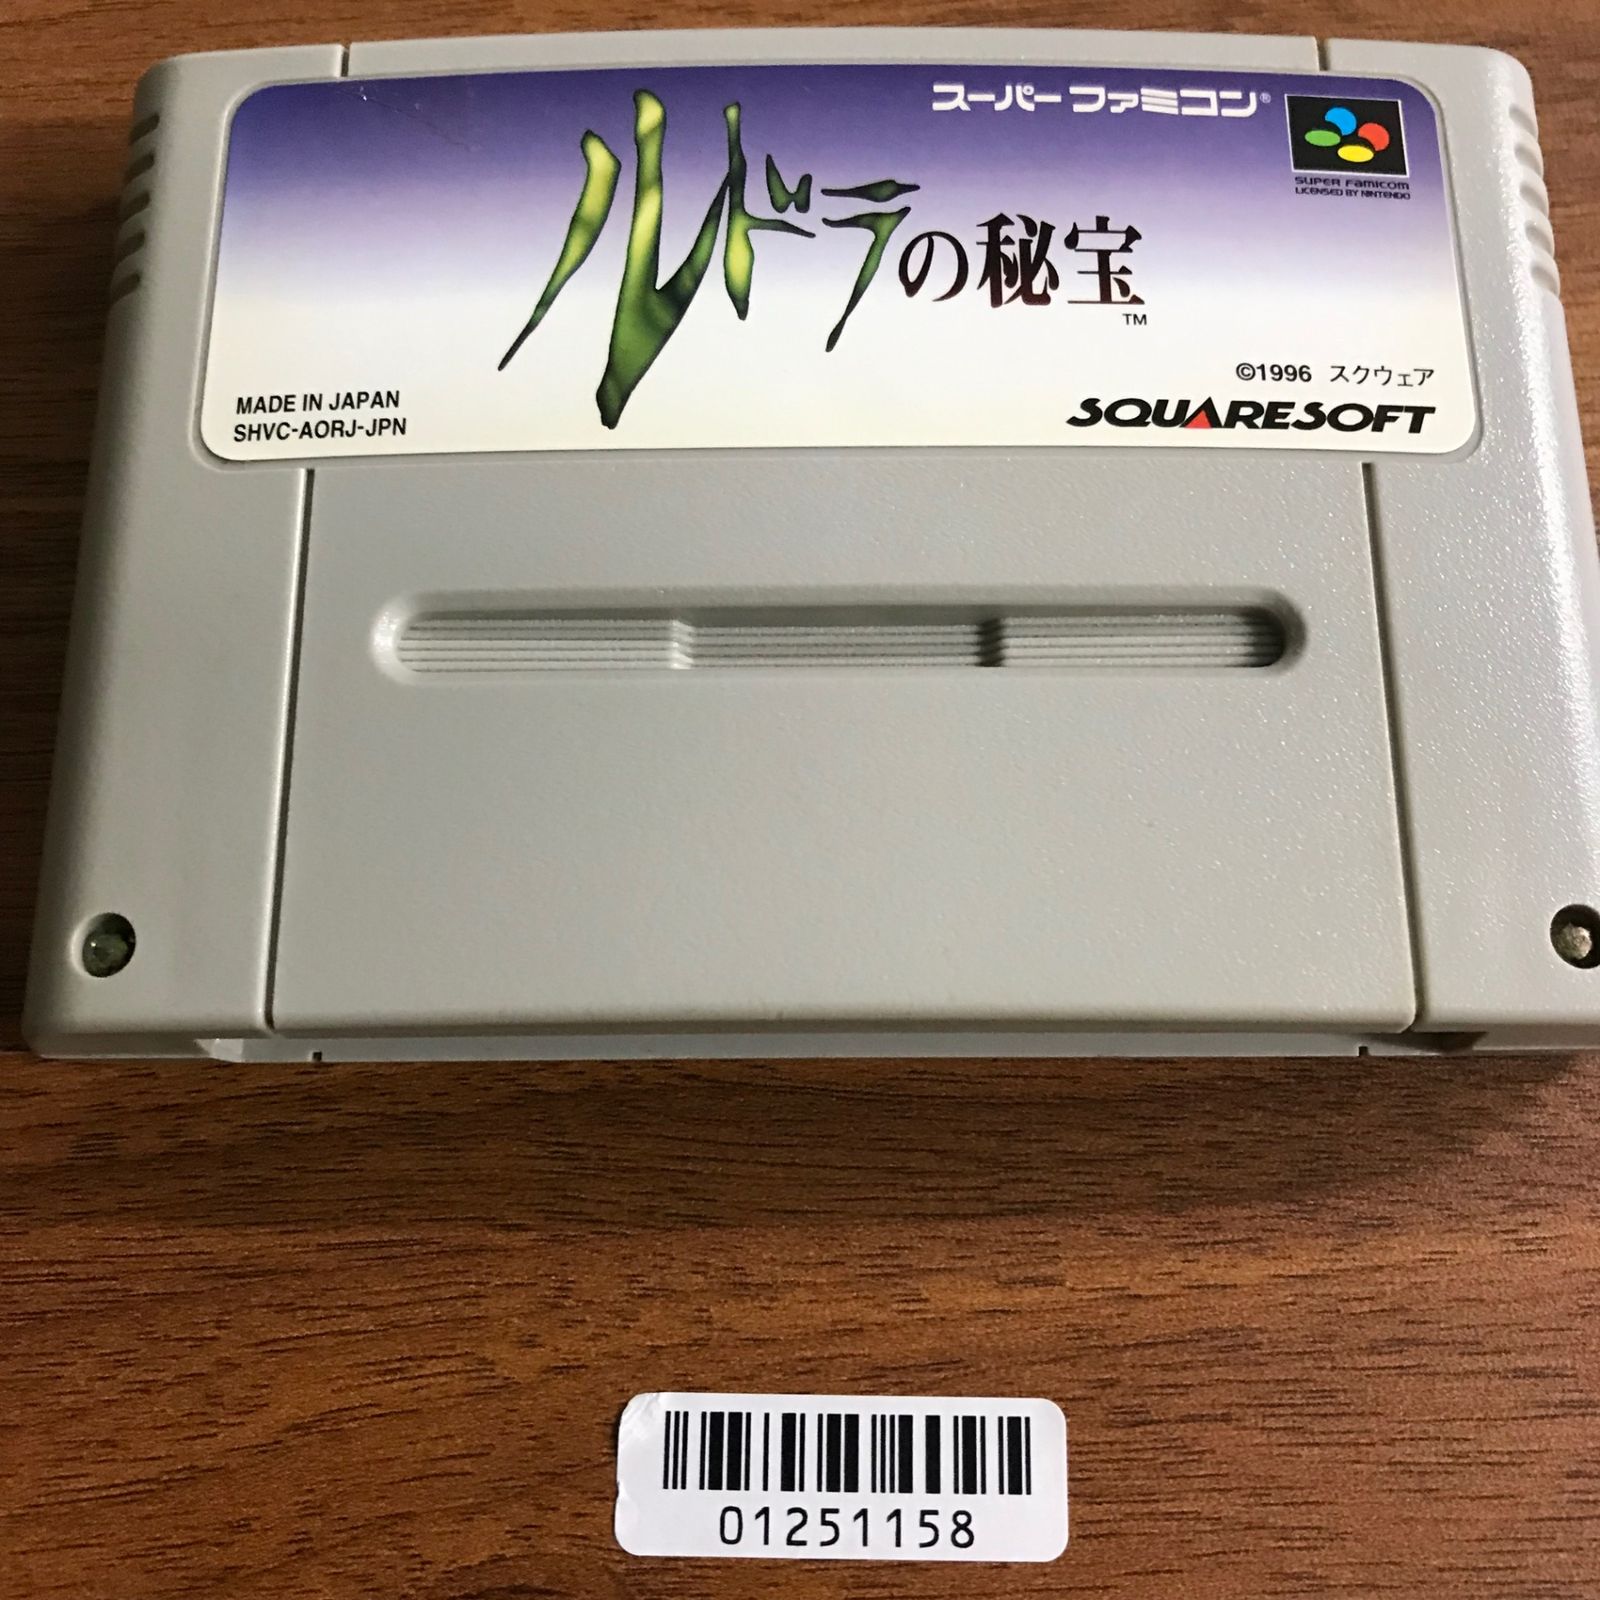 スーパーファミコン®
SUPER FAMICOM
LICENSED BY NINTENDO
ルドラの秘宝
TM
©1996 スクウェア
SQUARESOFT
MADE IN JAPAN
SHVC-AORJ-JPN
01251158